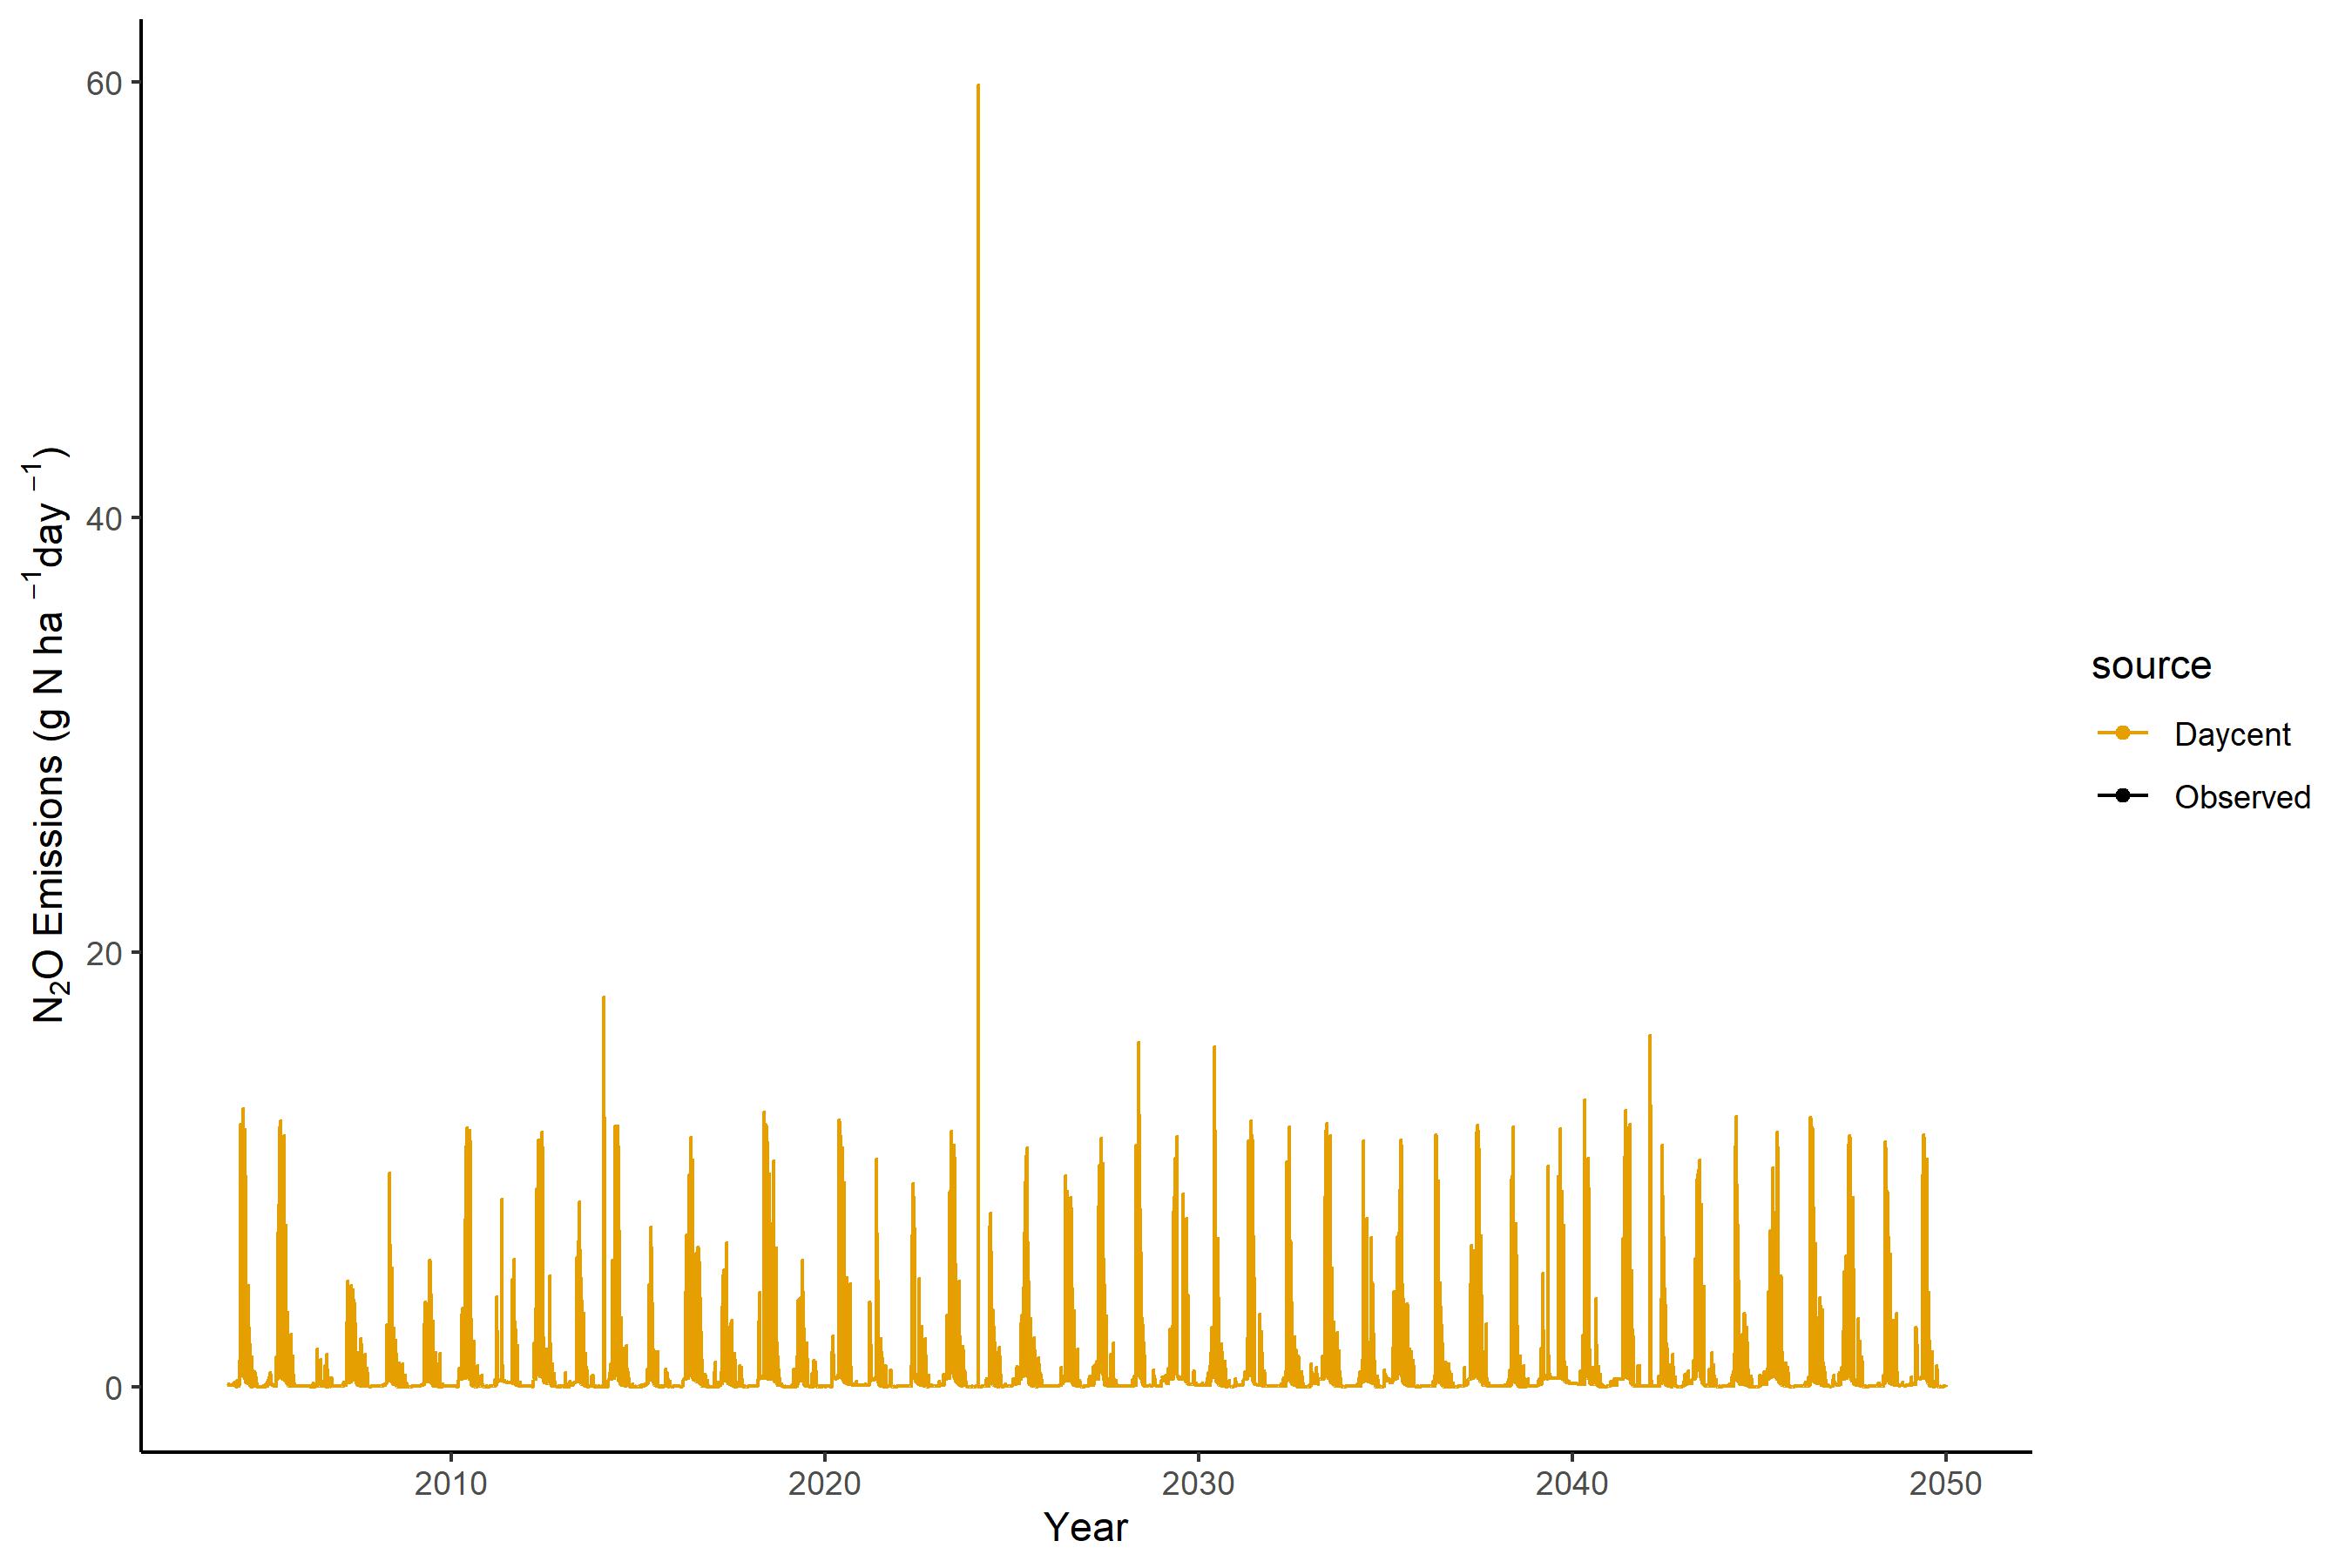 60
40
20
0
N₂O Emissions (g N ha ⁻¹day ⁻¹)
2010 2020 2030 2040 2050
Year
source
Daycent
Observed